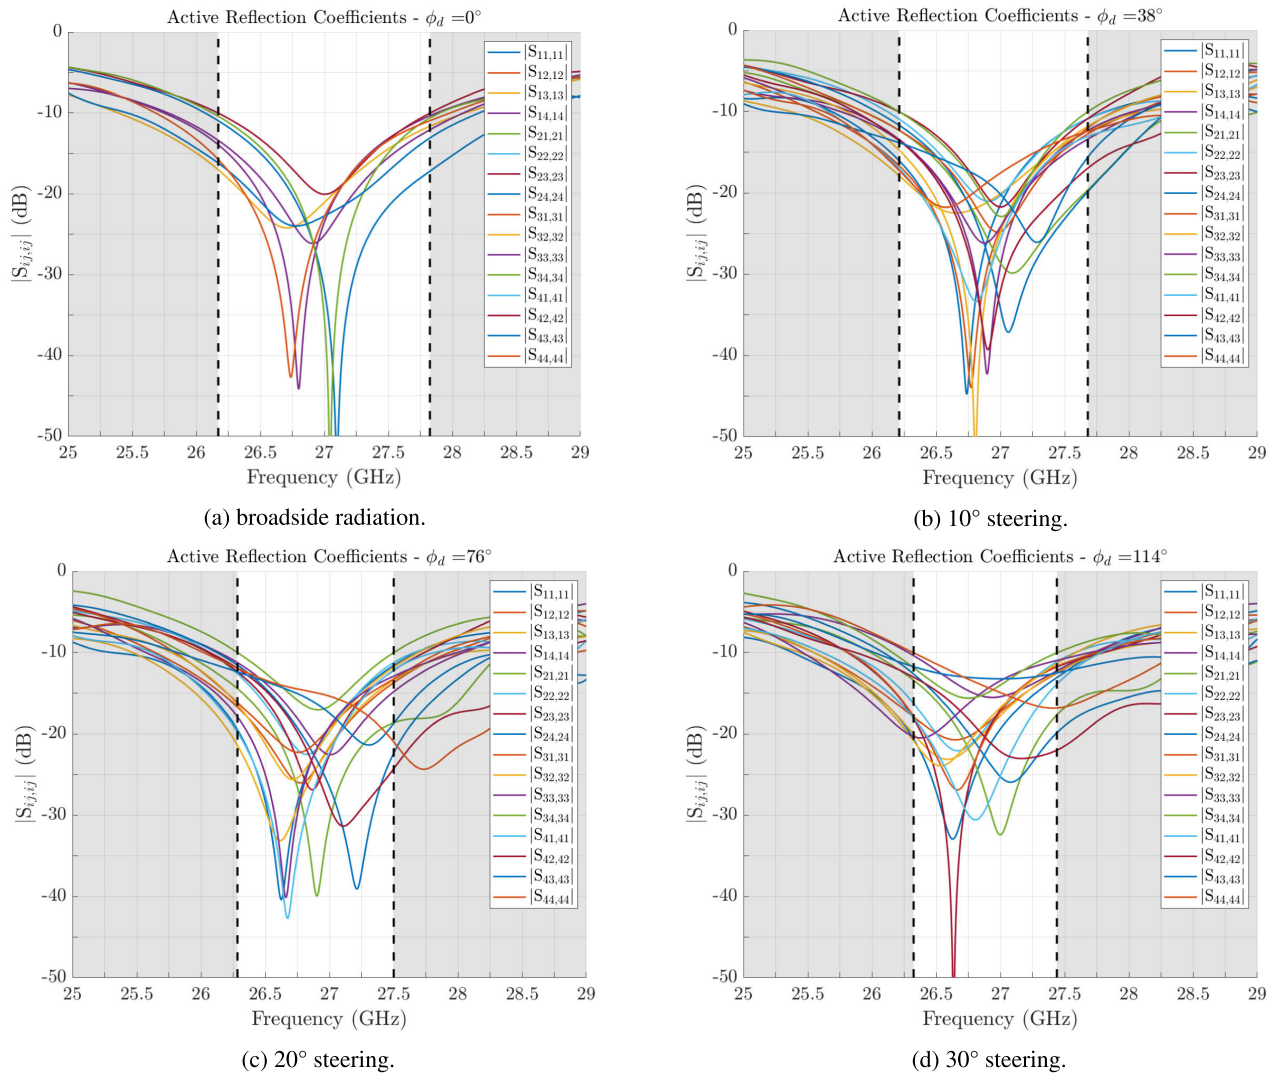 Active Reflection Coefficients - ϕd =0°
|Sij,ij| (dB)
0
-10
-20
-30
-40
-50
25 25.5 26 26.5 27 27.5 28 28.5 29
Frequency (GHz)
|S11,11|
|S12,12|
|S13,13|
|S14,14|
|S21,21|
|S22,22|
|S23,23|
|S24,24|
|S31,31|
|S32,32|
|S33,33|
|S34,34|
|S41,41|
|S42,42|
|S43,43|
|S44,44|
(a) broadside radiation.
Active Reflection Coefficients - ϕd =38°
|Sij,ij| (dB)
0
-10
-20
-30
-40
-50
25 25.5 26 26.5 27 27.5 28 28.5 29
Frequency (GHz)
|S11,11|
|S12,12|
|S13,13|
|S14,14|
|S21,21|
|S22,22|
|S23,23|
|S24,24|
|S31,31|
|S32,32|
|S33,33|
|S34,34|
|S41,41|
|S42,42|
|S43,43|
|S44,44|
(b) 10° steering.
Active Reflection Coefficients - ϕd =76°
|Sij,ij| (dB)
0
-10
-20
-30
-40
-50
25 25.5 26 26.5 27 27.5 28 28.5 29
Frequency (GHz)
|S11,11|
|S12,12|
|S13,13|
|S14,14|
|S21,21|
|S22,22|
|S23,23|
|S24,24|
|S31,31|
|S32,32|
|S33,33|
|S34,34|
|S41,41|
|S42,42|
|S43,43|
|S44,44|
(c) 20° steering.
Active Reflection Coefficients - ϕd =114°
|Sij,ij| (dB)
0
-10
-20
-30
-40
-50
25 25.5 26 26.5 27 27.5 28 28.5 29
Frequency (GHz)
|S11,11|
|S12,12|
|S13,13|
|S14,14|
|S21,21|
|S22,22|
|S23,23|
|S24,24|
|S31,31|
|S32,32|
|S33,33|
|S34,34|
|S41,41|
|S42,42|
|S43,43|
|S44,44|
(d) 30° steering.